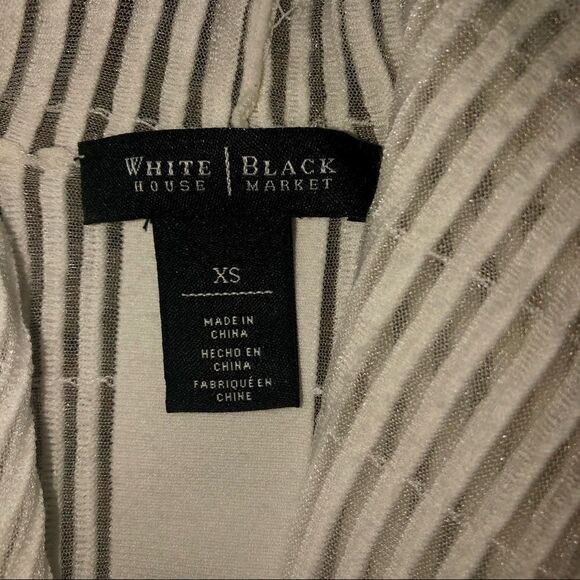 WHITE | BLACK
HOUSE | MARKET
XS
MADE IN
CHINA
HECHO EN
CHINA
FABRIQUÉ EN
CHINE